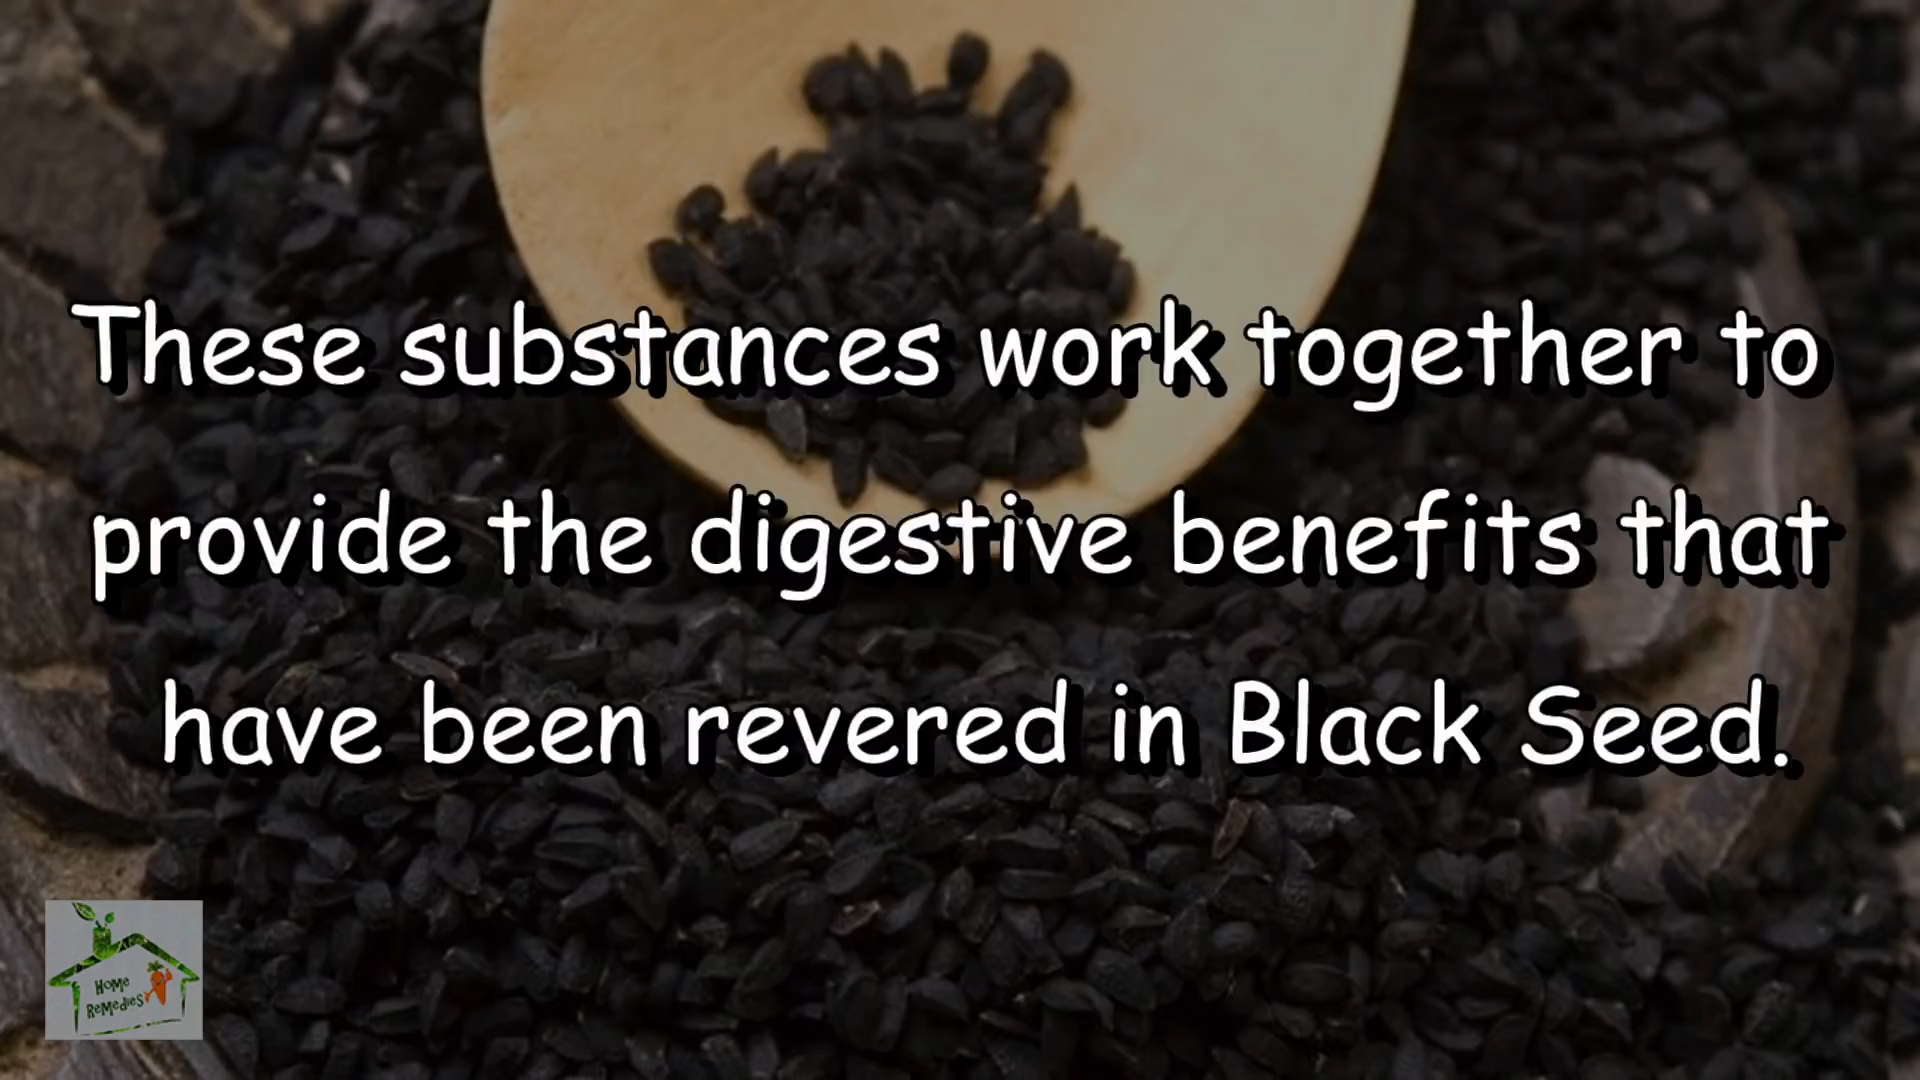 These substances work together to
provide the digestive benefits that
have been revered in Black Seed.
Home
Remedies